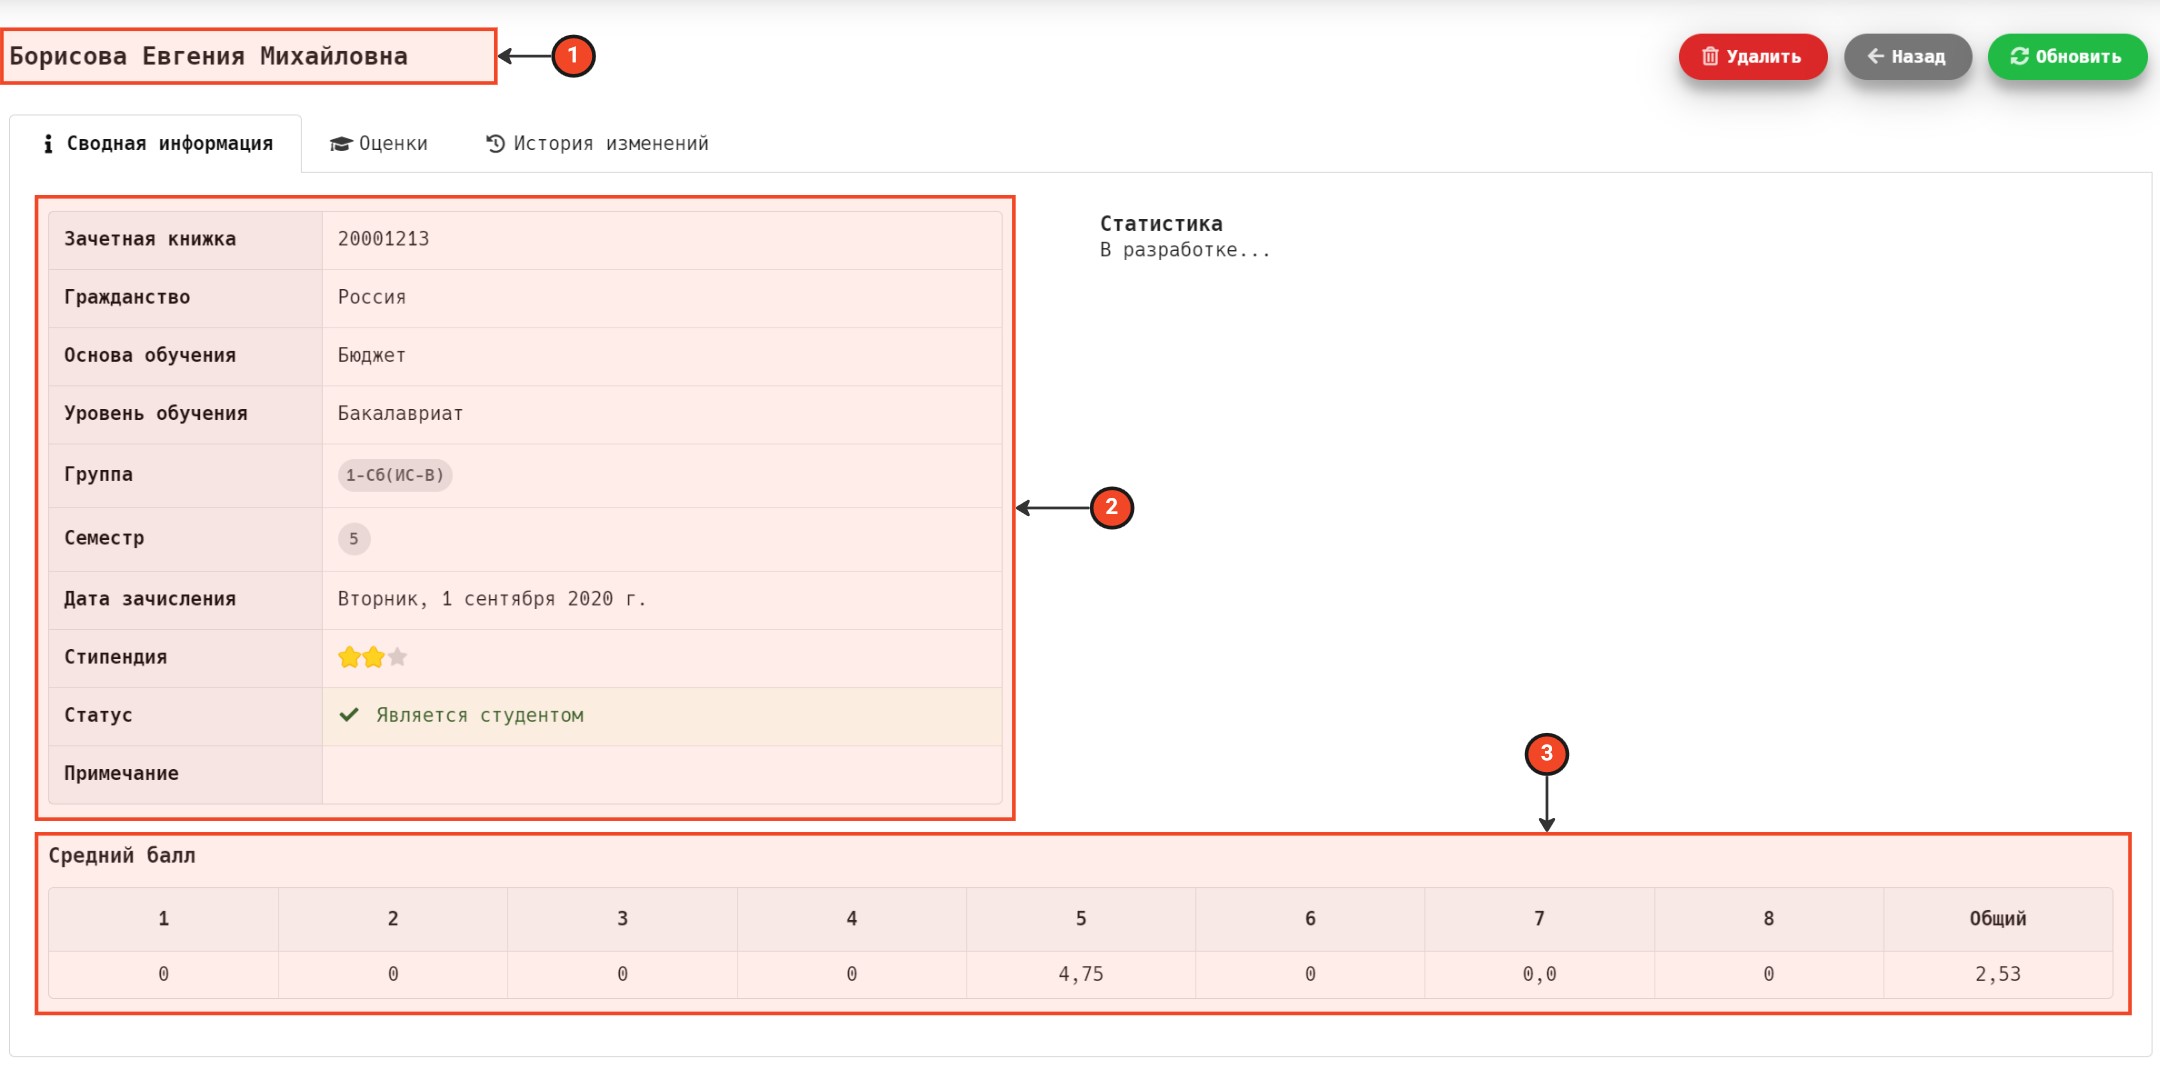 Борисова Евгения Михайловна
1
Удалить
Назад
Обновить
Сводная информация
Оценки
История изменений
Зачетная книжка 20001213
Гражданство Россия
Основа обучения Бюджет
Уровень обучения Бакалавриат
Группа 1-Сб(ИС-В)
Семестр 5
Дата зачисления Вторник, 1 сентября 2020 г.
Стипендия
Статус Является студентом
Примечание
Статистика
В разработке...
2
3
Средний балл
1 2 3 4 5 6 7 8 Общий
0 0 0 0 4,75 0 0,0 0 2,53